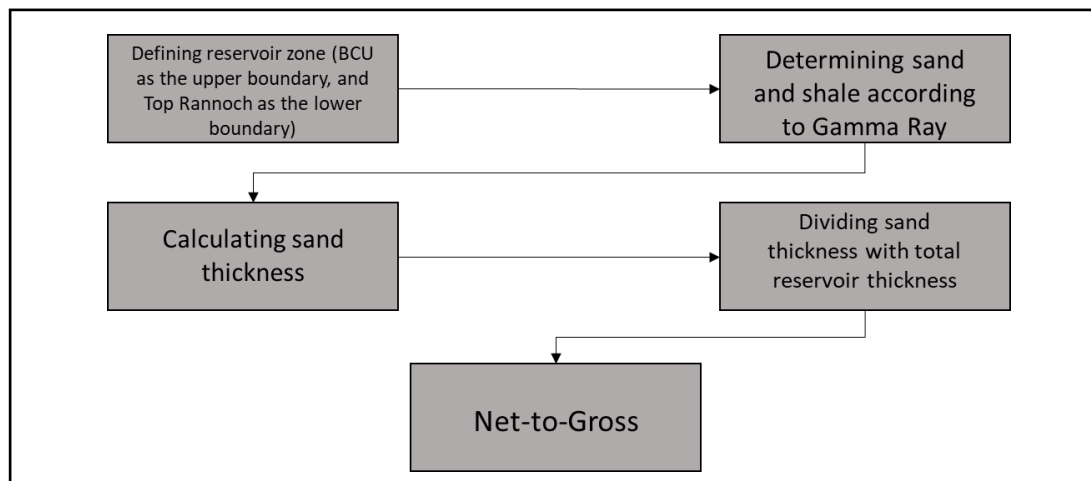 Defining reservoir zone (BCU
as the upper boundary, and
Top Rannoch as the lower
boundary)
Determining sand
and shale according
to Gamma Ray
Calculating sand
thickness
Dividing sand
thickness with total
reservoir thickness
Net-to-Gross